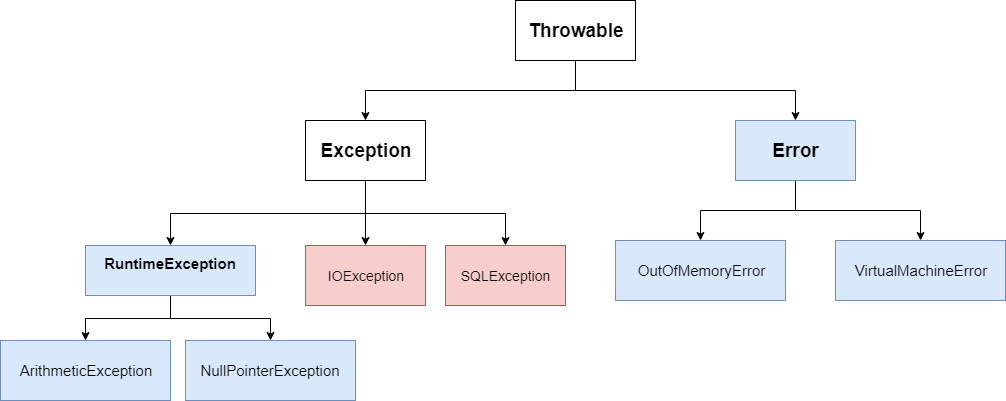 Throwable
Exception
Error
RuntimeException
IOException
SQLException
OutOfMemoryError
VirtualMachineError
ArithmeticException
NullPointerException